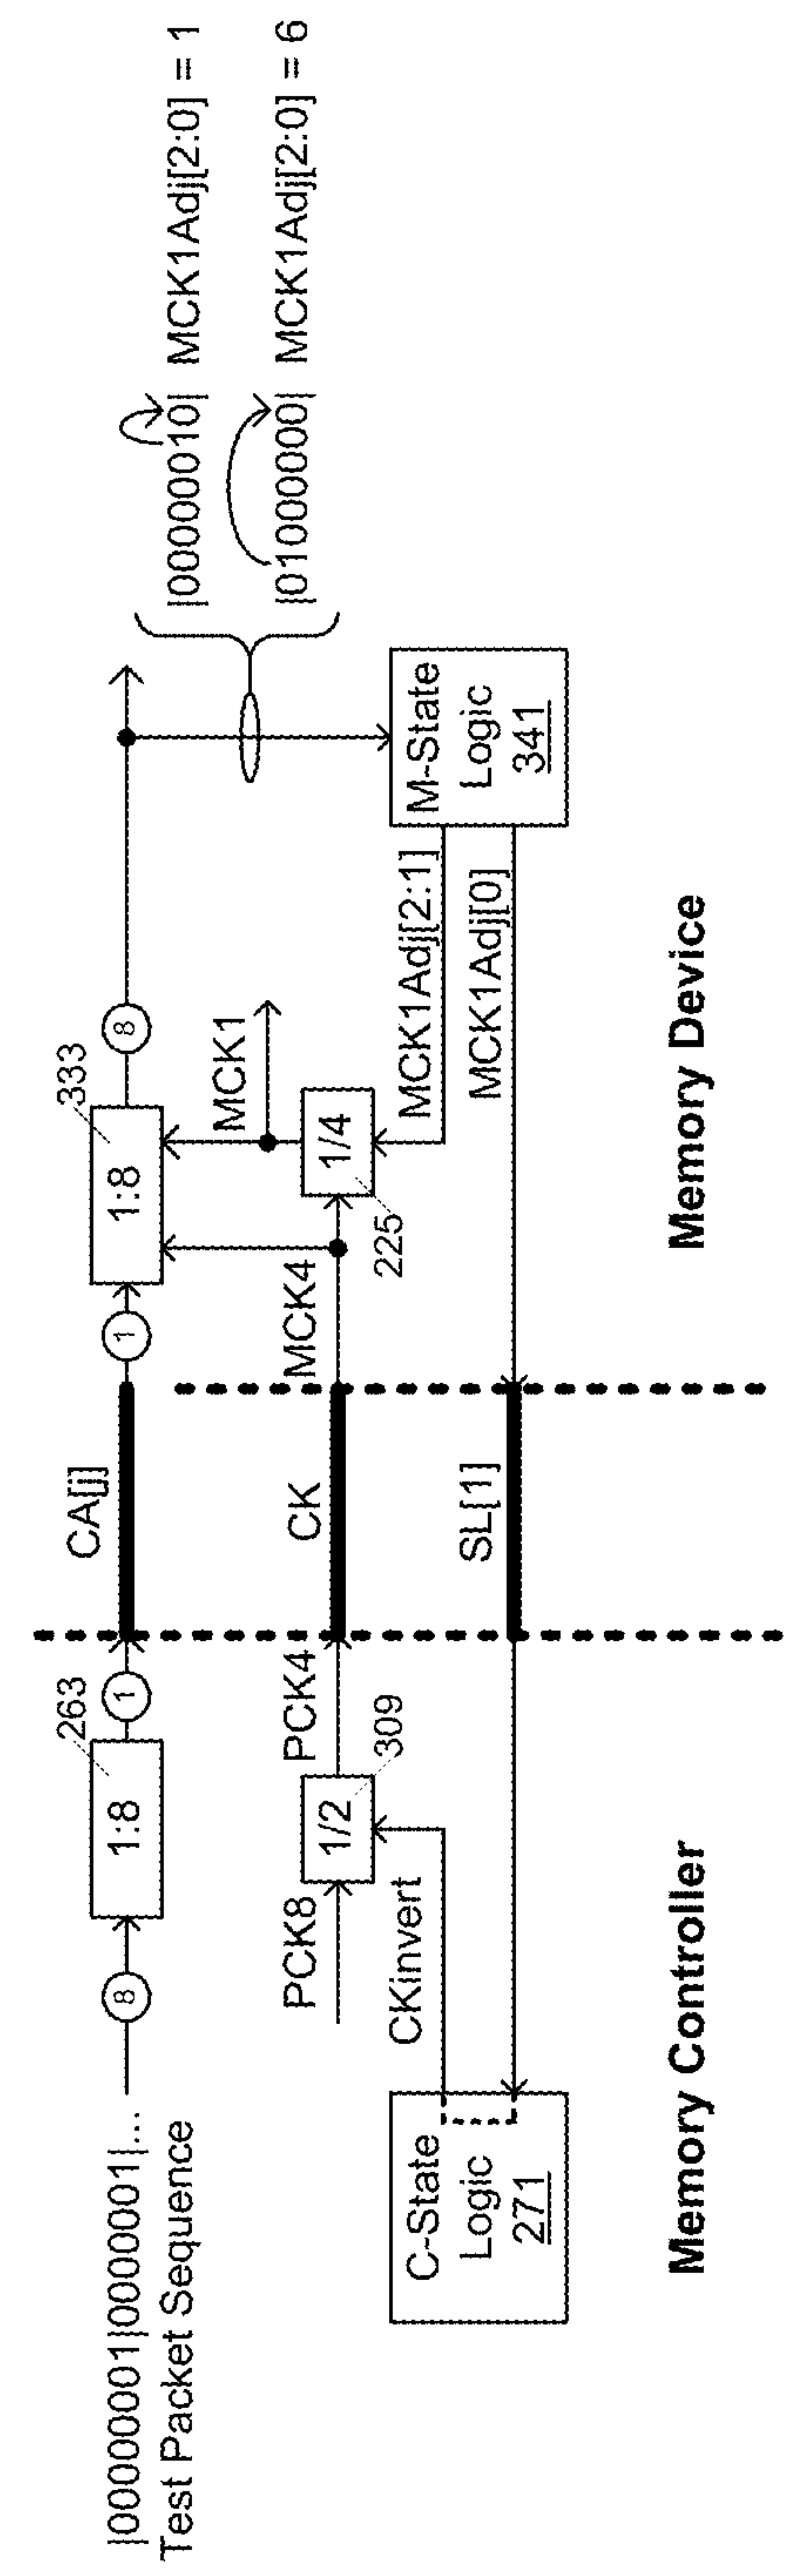 |00000001|00000001|...
Test Packet Sequence
8
1:8
263
1
CA[j]
1
1:8
333
8
|00000010| MCK1Adj[2:0] = 1
|01000000| MCK1Adj[2:0] = 6
PCK8
1/2
309
PCK4
CK
MCK4
1/4
225
MCK1
CKinvert
MCK1Adj[2:1]
MCK1Adj[0]
SL[1]
C-State
Logic
271
M-State
Logic
341
Memory Controller
Memory Device